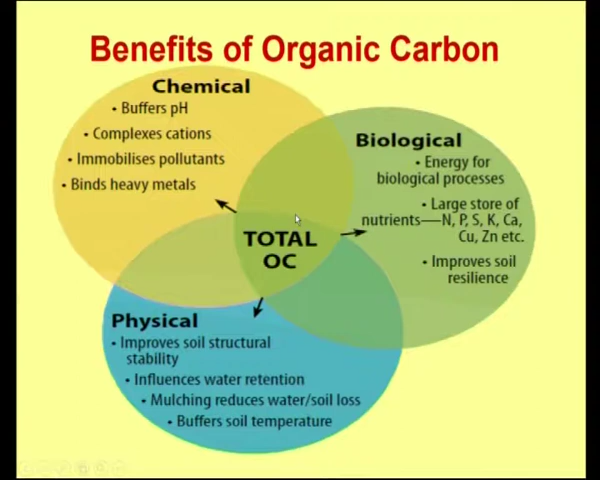 Benefits of Organic Carbon
Chemical
• Buffers pH
• Complexes cations
• Immobilises pollutants
• Binds heavy metals
Biological
• Energy for
biological processes
• Large store of
nutrients—N, P, S, K, Ca,
Cu, Zn etc.
• Improves soil
resilience
TOTAL
OC
Physical
• Improves soil structural
stability
• Influences water retention
• Mulching reduces water/soil loss
• Buffers soil temperature